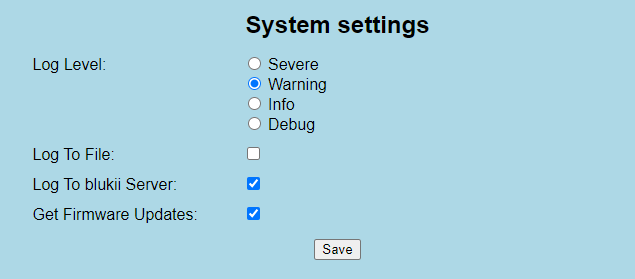 System settings
Log Level:
Severe
Warning
Info
Debug
Log To File:
Log To blukii Server:
Get Firmware Updates:
Save